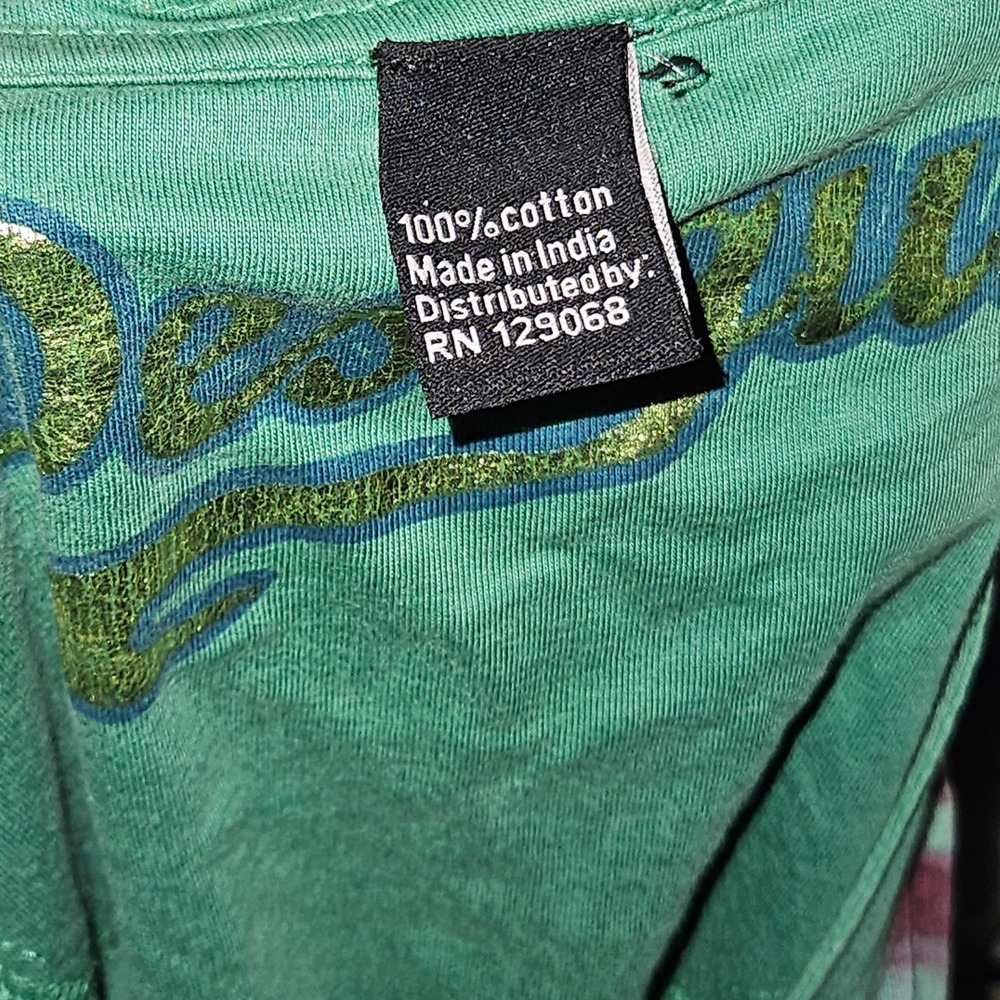 100% cotton
Made in India
Distributed by:
RN 129068